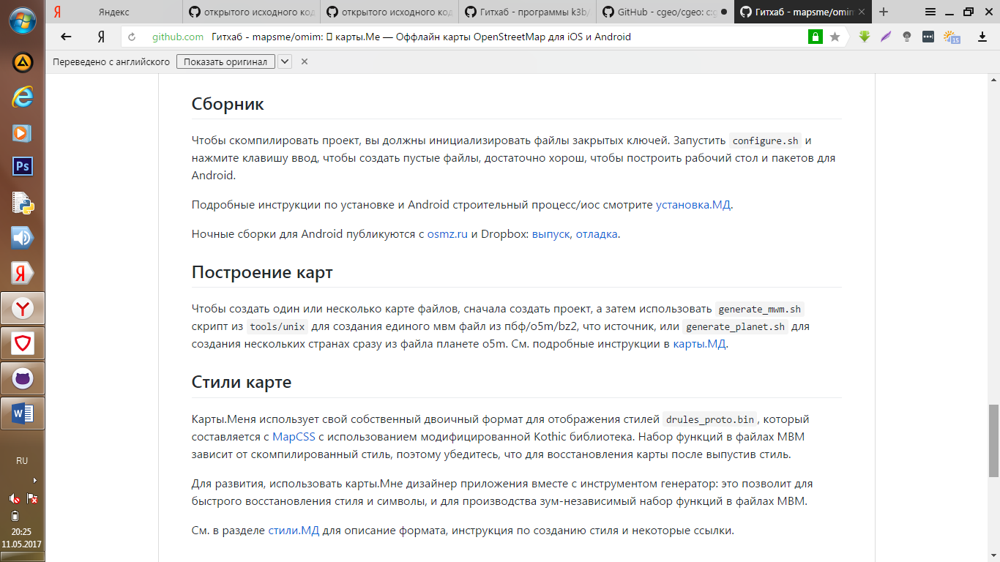 Яндекс
открытого исходного код
открытого исходного код
Гитхаб - программы k3b/
GitHub - cgeo/cgeo: c:g
Гитхаб - mapsme/omim
Я
github.com Гитхаб - mapsme/omim: карты.Me — Оффлайн карты OpenStreetMap для iOS и Android
15
Переведено с английского Показать оригинал
Сборник
Чтобы скомпилировать проект, вы должны инициализировать файлы закрытых ключей. Запустить configure.sh и
нажмите клавишу ввод, чтобы создать пустые файлы, достаточно хорош, чтобы построить рабочий стол и пакетов для
Android.
Подробные инструкции по установке и Android строительный процесс/иос смотрите установка.МД.
Ночные сборки для Android публикуются с osmz.ru и Dropbox: выпуск, отладка.
Построение карт
Чтобы создать один или несколько карте файлов, сначала создать проект, а затем использовать generate_mwm.sh
скрипт из tools/unix для создания единого мвм файл из пбф/o5m/bz2, что источник, или generate_planet.sh для
создания нескольких странах сразу из файла планете o5m. См. подробные инструкции в карты.МД.
Стили карте
Карты.Меня использует свой собственный двоичный формат для отображения стилей drules_proto.bin, который
составляется с MapCSS с использованием модифицированной Kothic библиотека. Набор функций в файлах МВМ
зависит от скомпилированный стиль, поэтому убедитесь, что для восстановления карты после выпустив стиль.
Для развития, использовать карты.Мне дизайнер приложения вместе с инструментом генератор: это позволит для
быстрого восстановления стиля и символы, и для производства зум-независимый набор функций в файлах МВМ.
См. в разделе стили.МД для описание формата, инструкция по созданию стиля и некоторые ссылки.
Ps
Я
Y
W
RU
20:25
11.05.2017